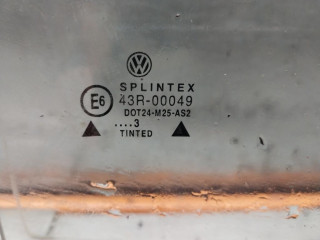 SPLINTEX
E6 43R-00049
DOT24-M25-AS2
....3
TINTED